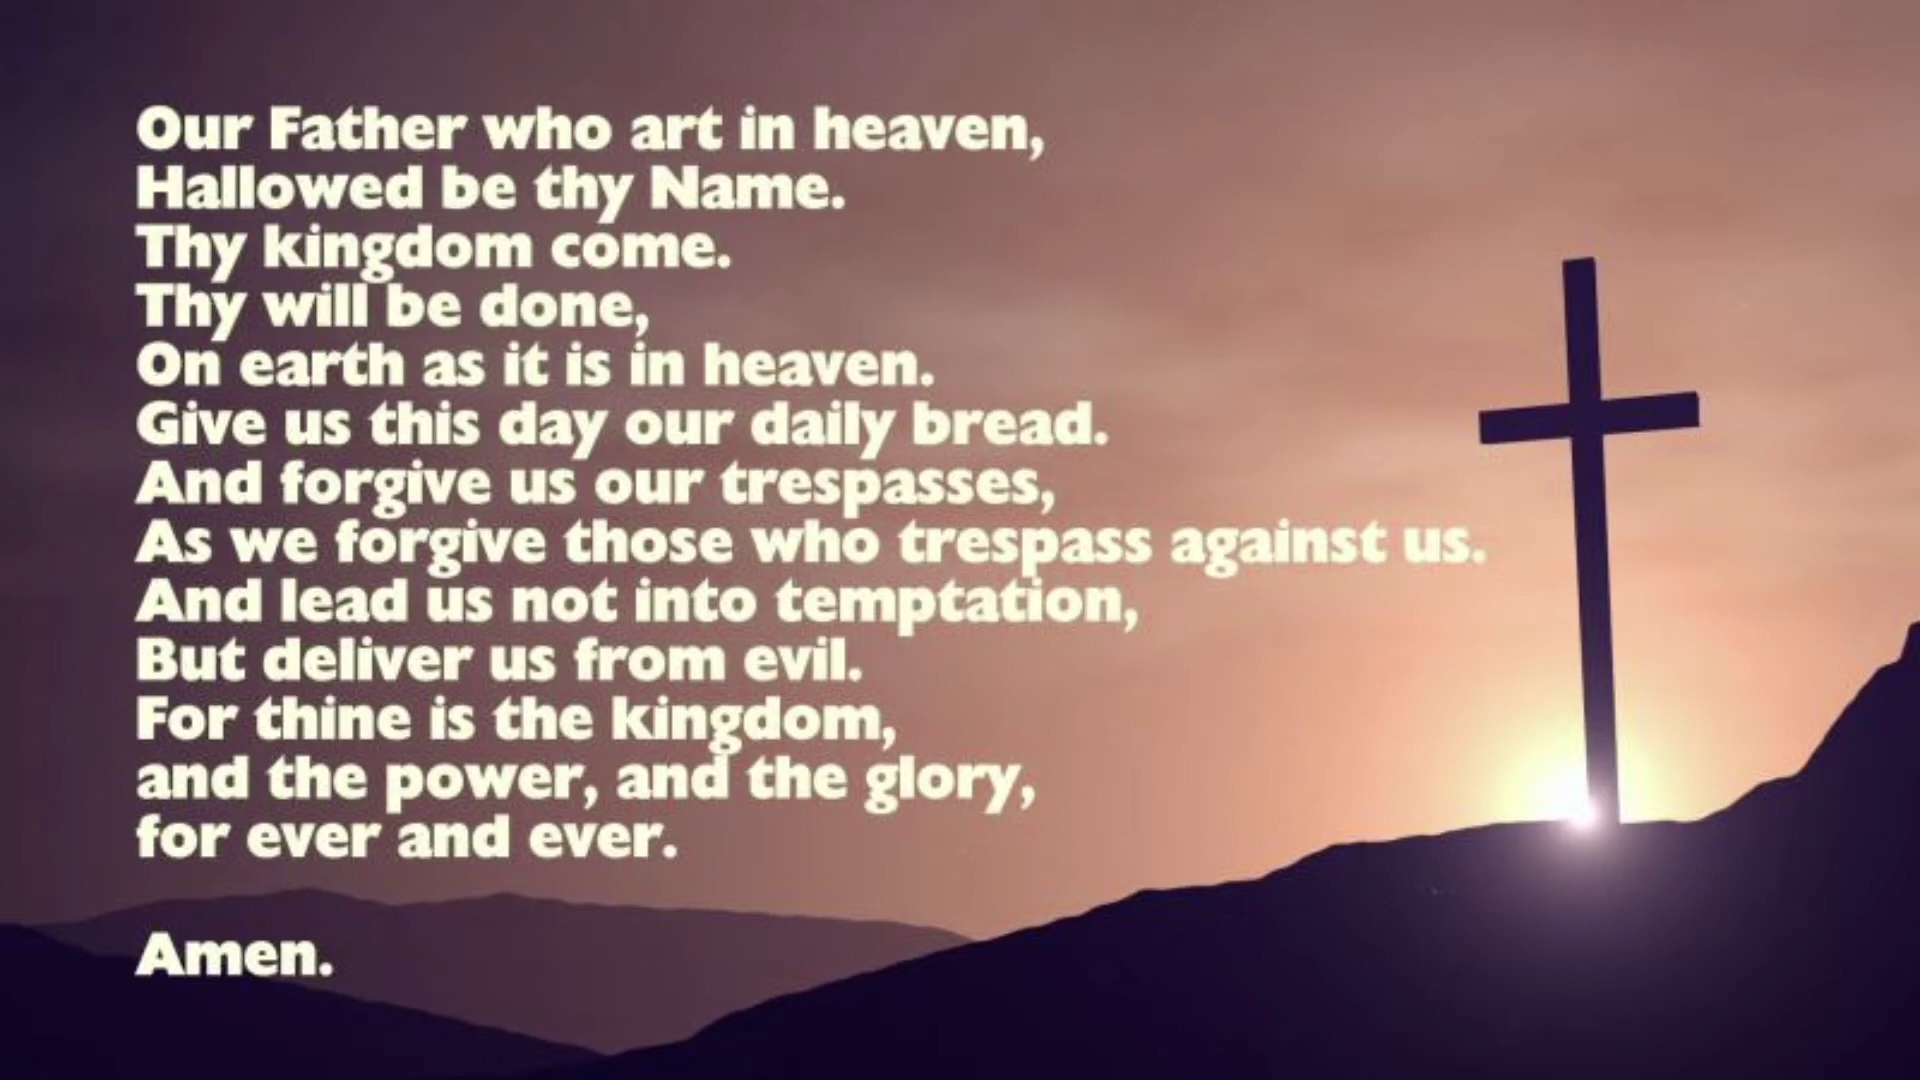 Our Father who art in heaven,
Hallowed be thy Name.
Thy kingdom come.
Thy will be done,
On earth as it is in heaven.
Give us this day our daily bread.
And forgive us our trespasses,
As we forgive those who trespass against us.
And lead us not into temptation,
But deliver us from evil.
For thine is the kingdom,
and the power, and the glory,
for ever and ever.
Amen.